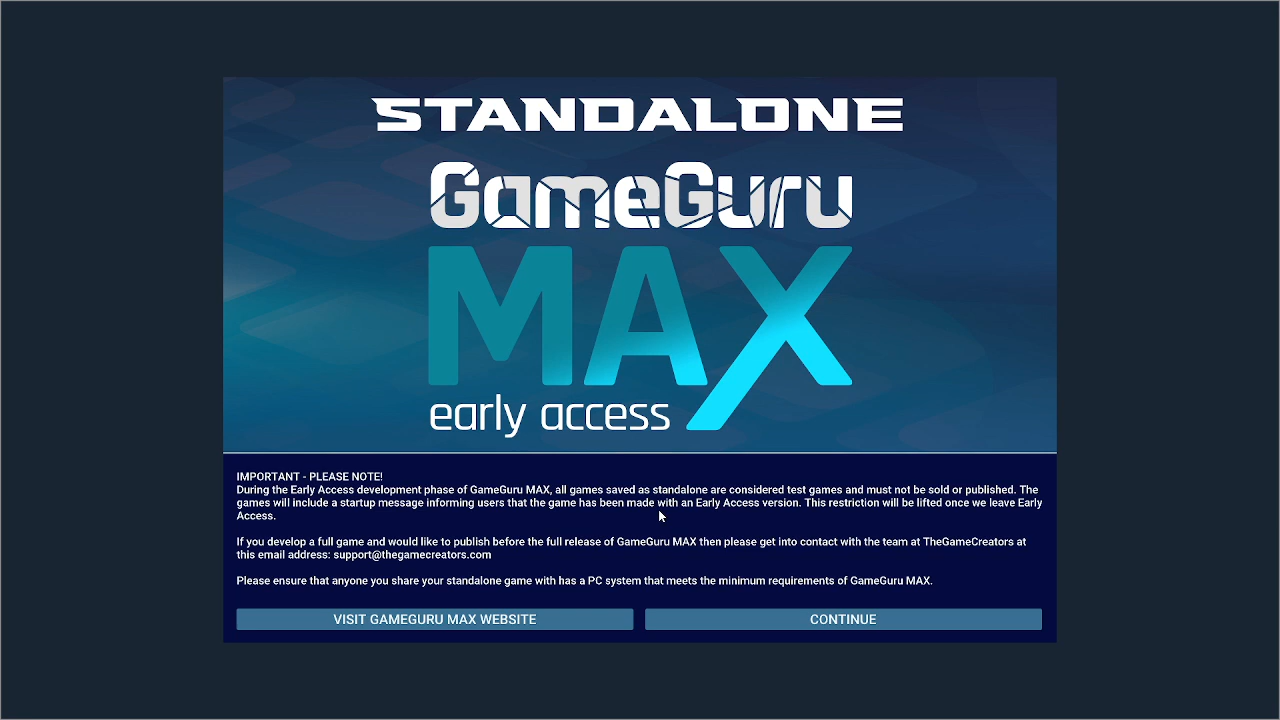 STANDALONE
GameGuru
MAX
early access
IMPORTANT - PLEASE NOTE!
During the Early Access development phase of GameGuru MAX, all games saved as standalone are considered test games and must not be sold or published. The
games will include a startup message informing users that the game has been made with an Early Access version. This restriction will be lifted once we leave Early
Access.
If you develop a full game and would like to publish before the full release of GameGuru MAX then please get into contact with the team at TheGameCreators at
this email address: support@thegamecreators.com
Please ensure that anyone you share your standalone game with has a PC system that meets the minimum requirements of GameGuru MAX.
VISIT GAMEGURU MAX WEBSITE
CONTINUE